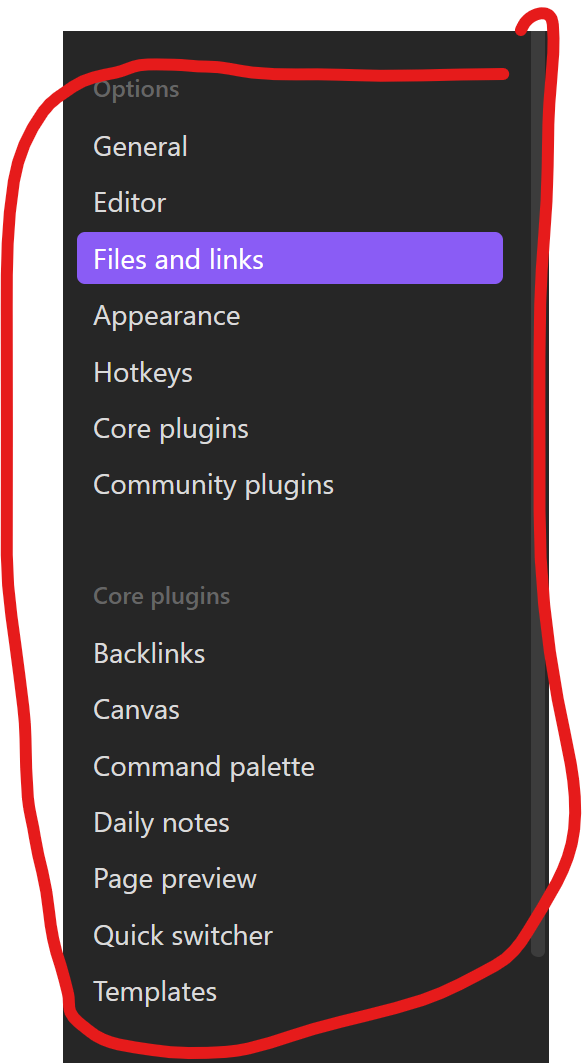 Options
General
Editor
Files and links
Appearance
Hotkeys
Core plugins
Community plugins
Core plugins
Backlinks
Canvas
Command palette
Daily notes
Page preview
Quick switcher
Templates